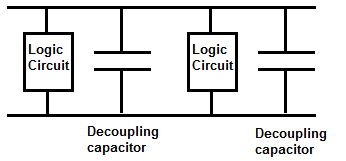 Logic
Circuit
Logic
Circuit
Decoupling
capacitor
Decoupling
capacitor